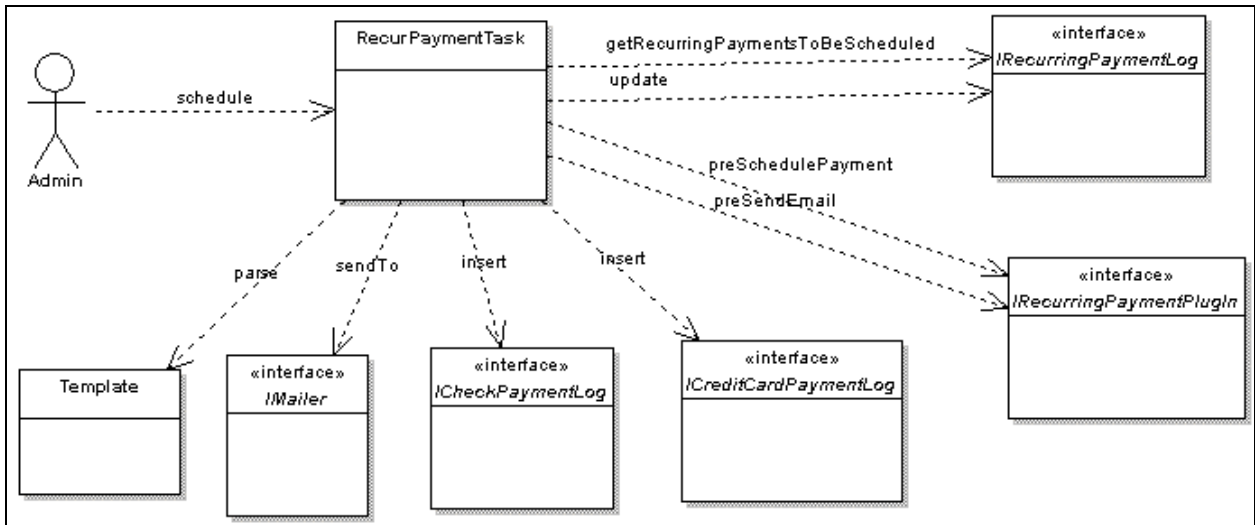 RecurPaymentTask
getRecurringPaymentsToBeScheduled
«interface»
IRecurringPaymentLog
update
schedule
Admin
preSchedulePayment
preSendEmail
parse
sendTo
insert
insert
«interface»
IRecurringPaymentPlugIn
Template
«interface»
IMailer
«interface»
ICheckPaymentLog
«interface»
ICreditCardPaymentLog